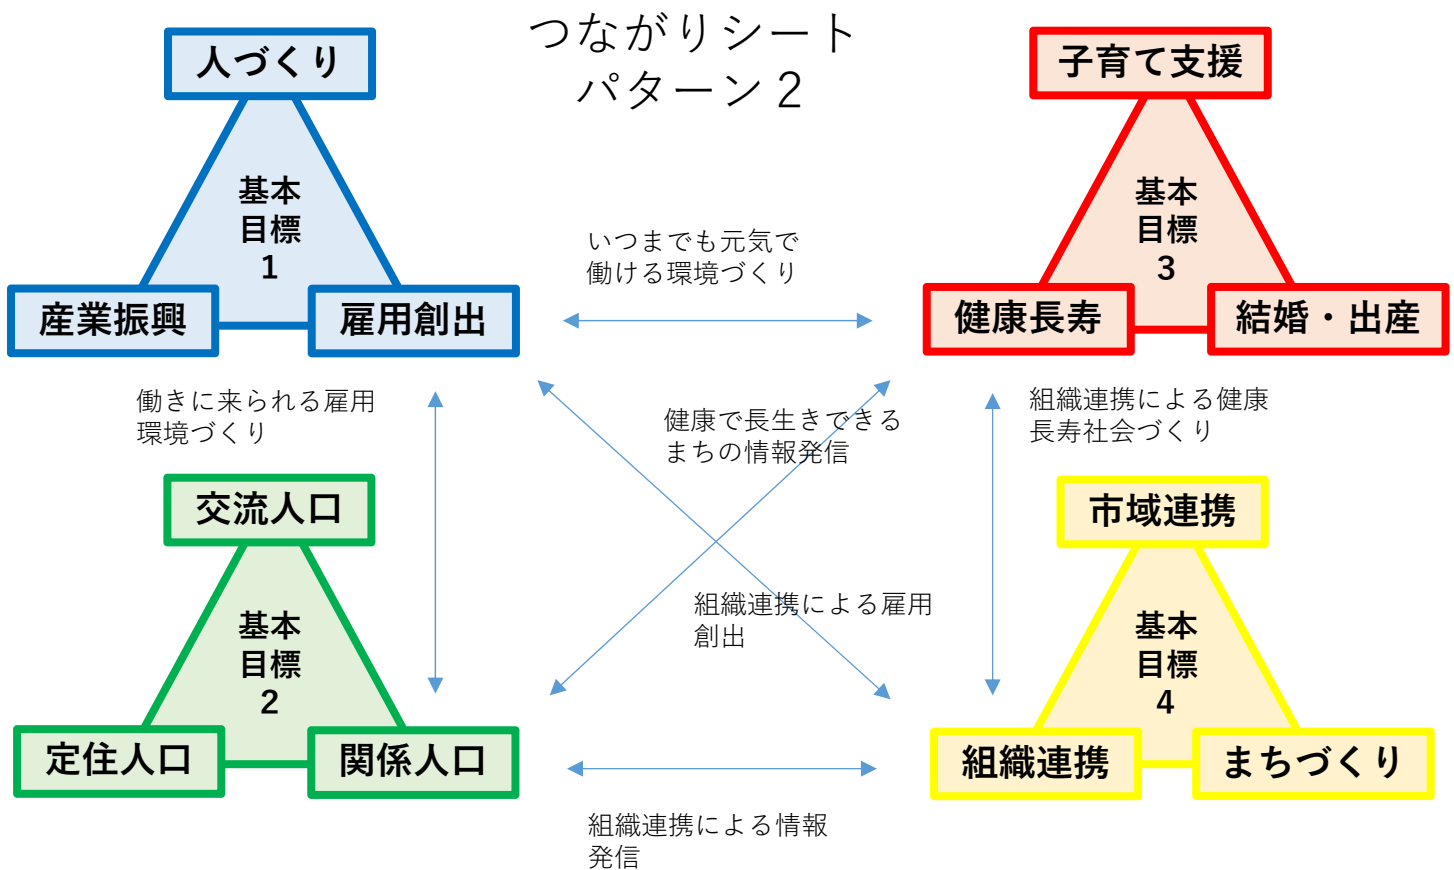 つながりシート
パターン２
人づくり
基本
目標
1
産業振興
雇用創出
子育て支援
基本
目標
3
健康長寿
結婚・出産
いつまでも元気で
働ける環境づくり
働きに来られる雇用
環境づくり
健康で長生きできる
まちの情報発信
組織連携による健康
長寿社会づくり
交流人口
基本
目標
2
定住人口
関係人口
組織連携による雇用
創出
市域連携
基本
目標
4
組織連携
まちづくり
組織連携による情報
発信